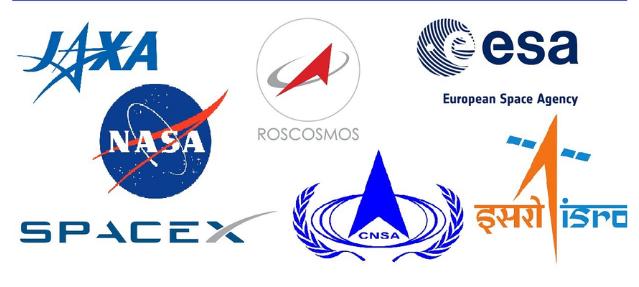 JAXA
esa
European Space Agency
ROSCOSMOS
NASA
SPACEX
CNSA
इसरो isro